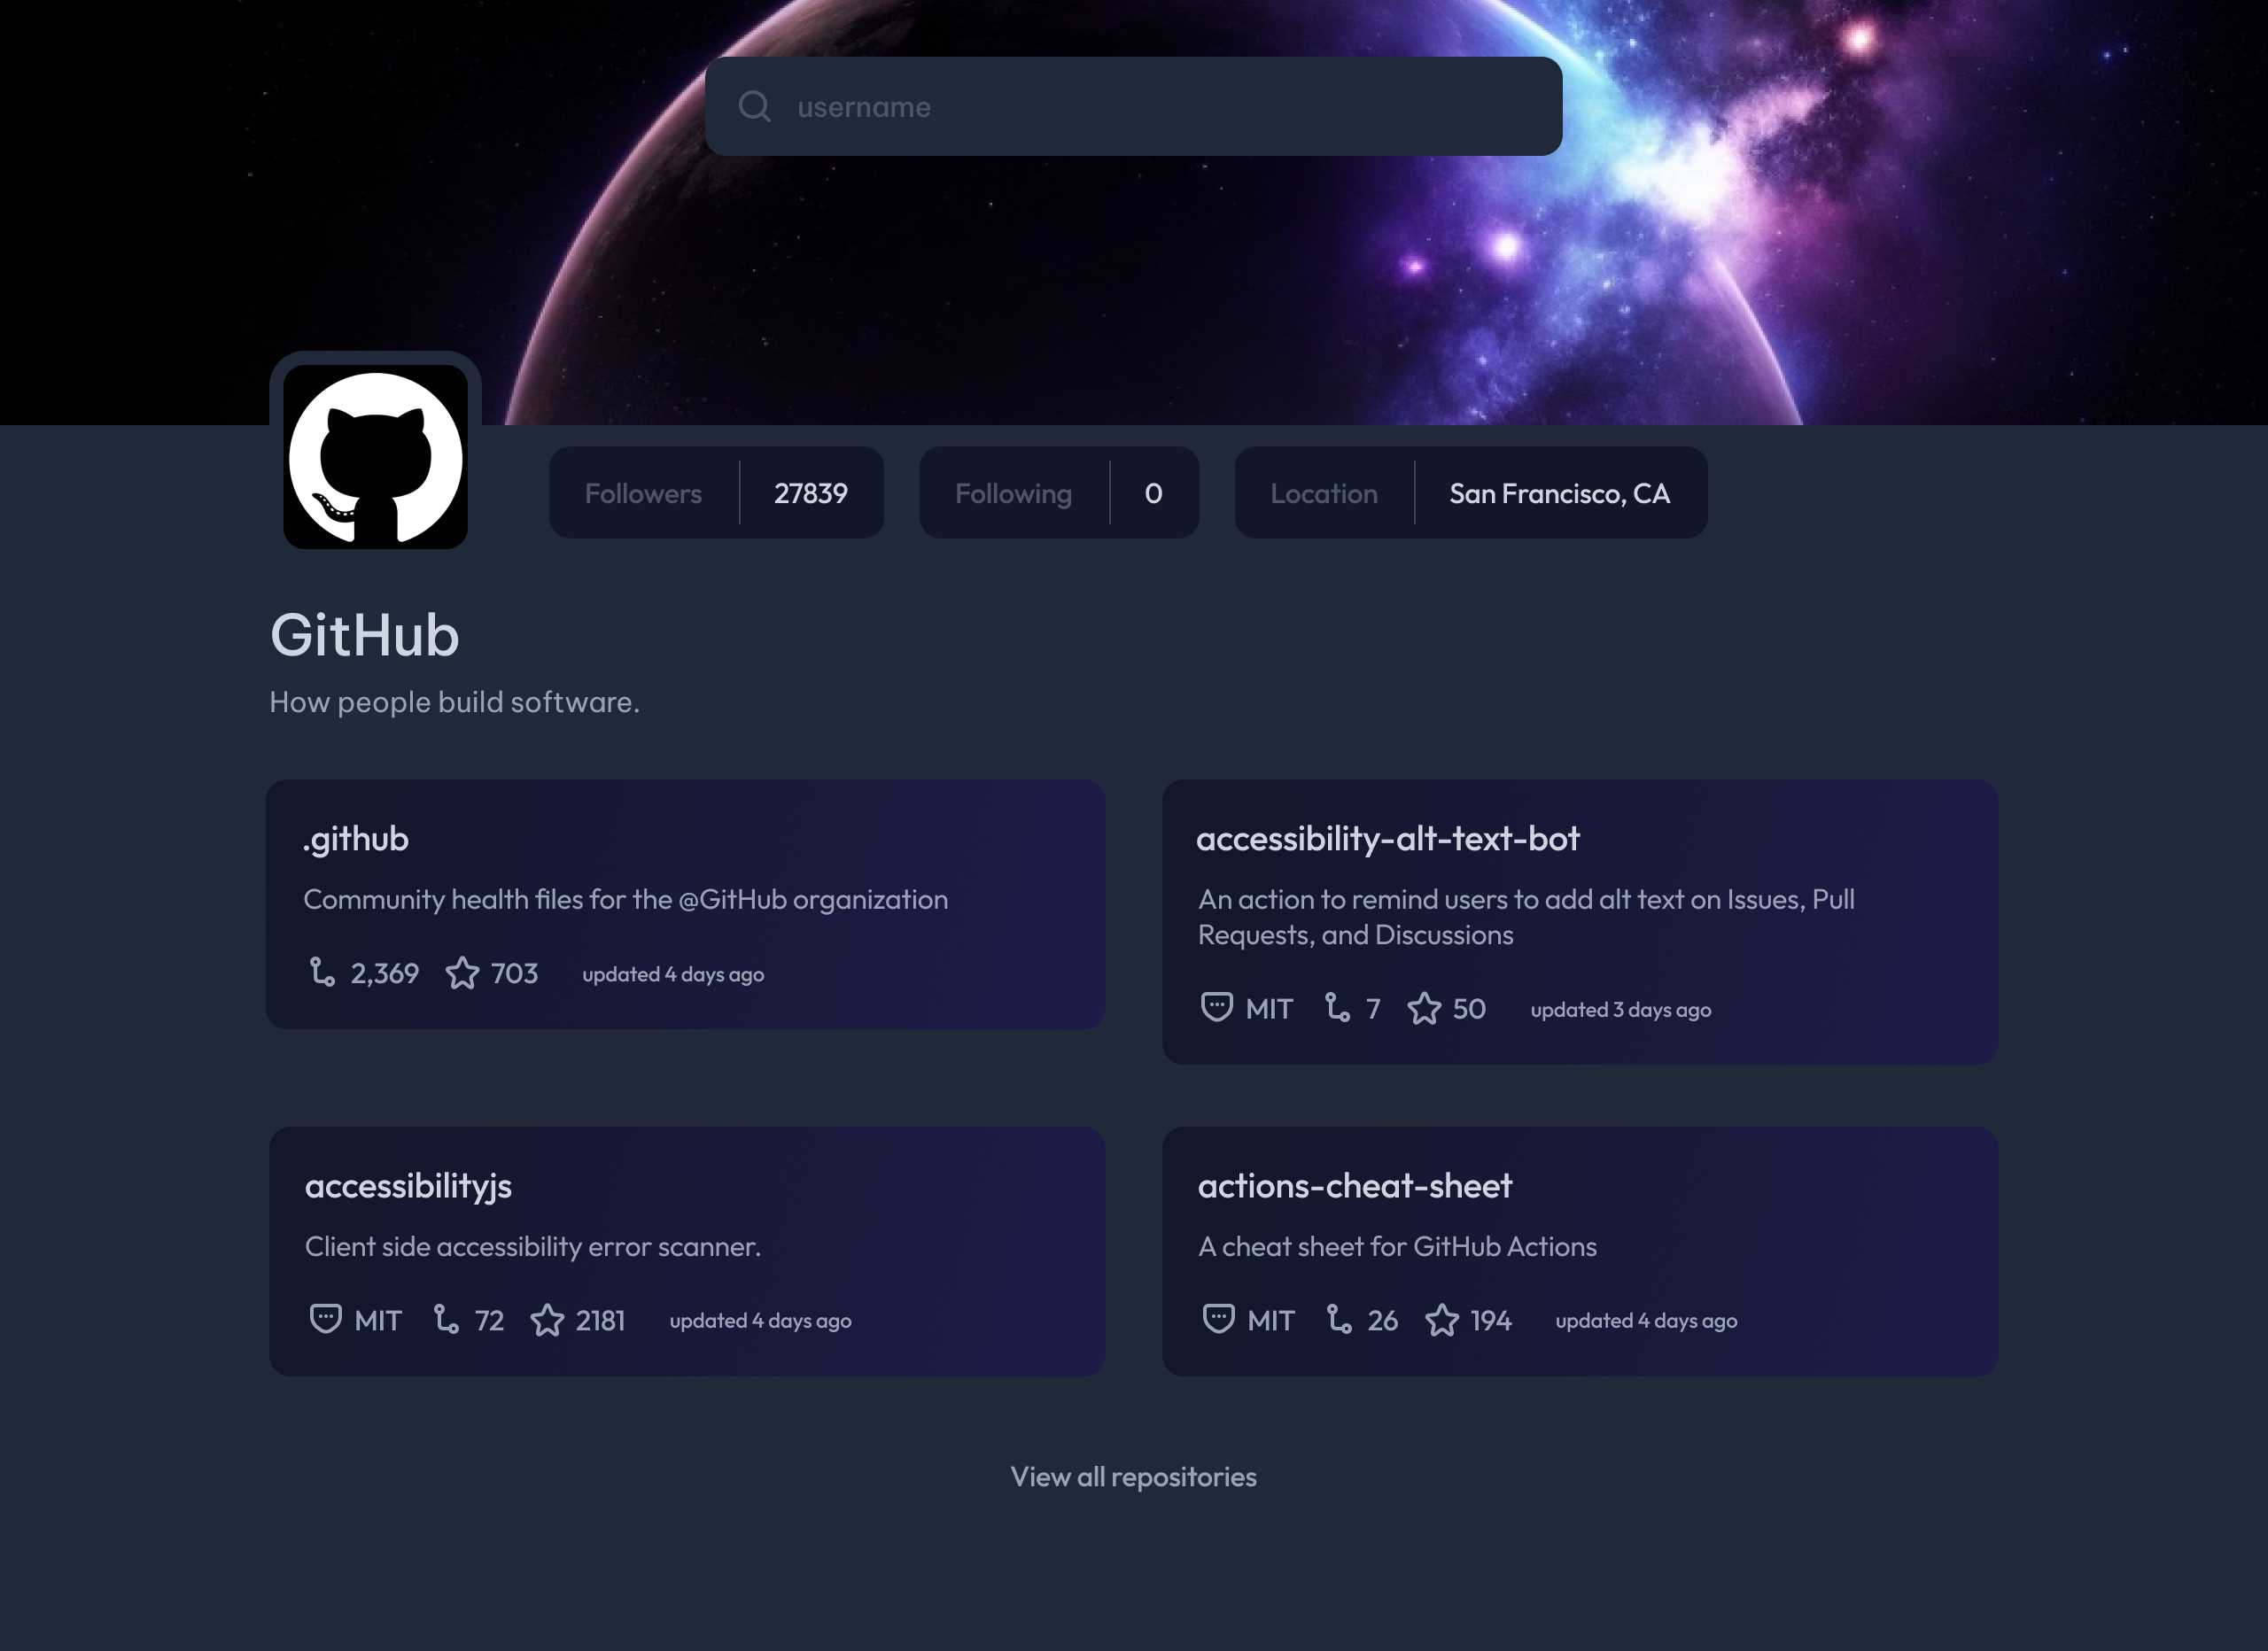 username
Followers 27839 Following 0 Location San Francisco, CA
GitHub
How people build software.
.github
Community health files for the @GitHub organization
2,369 703 updated 4 days ago
accessibility-alt-text-bot
An action to remind users to add alt text on Issues, Pull
Requests, and Discussions
MIT 7 50 updated 3 days ago
accessibilityjs
Client side accessibility error scanner.
MIT 72 2181 updated 4 days ago
actions-cheat-sheet
A cheat sheet for GitHub Actions
MIT 26 194 updated 4 days ago
View all repositories